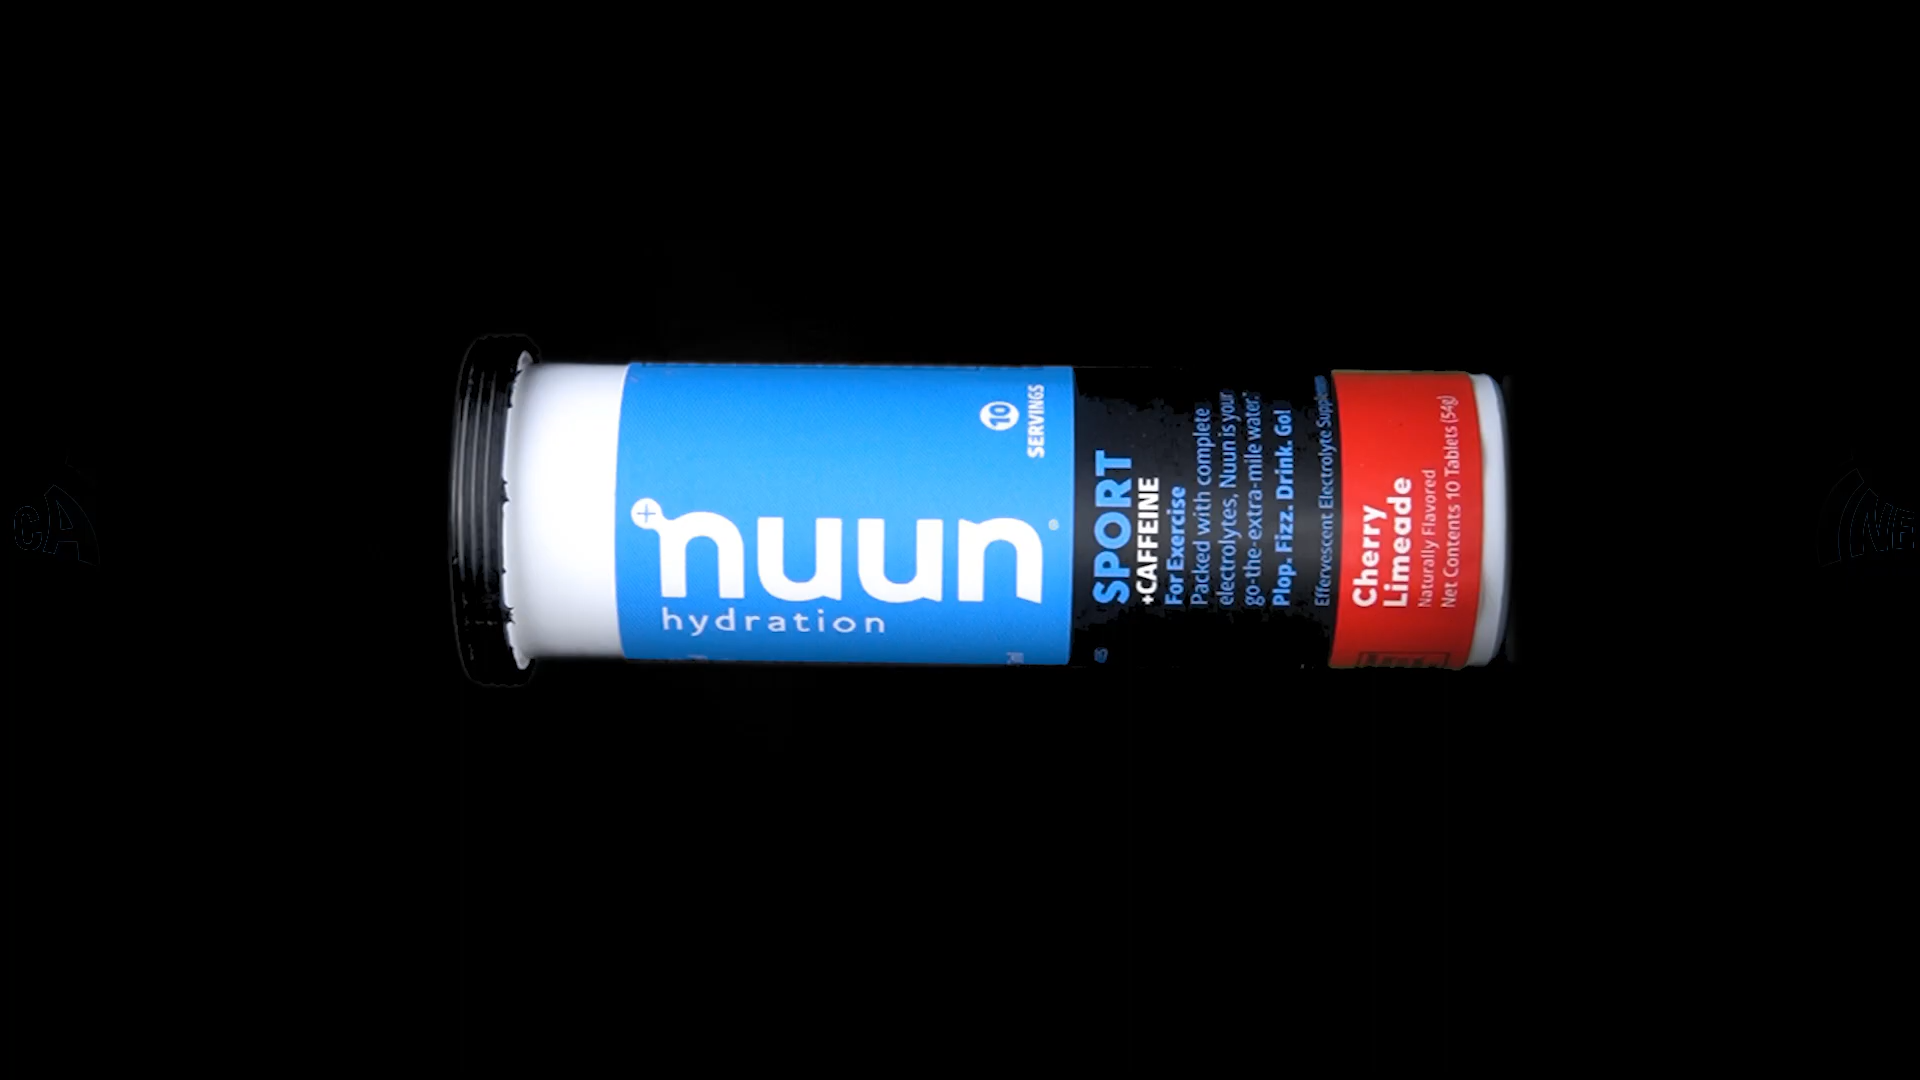 nuun®
hydration
10
SERVINGS
SPORT
+CAFFEINE
For Exercise
Packed with complete
electrolytes, Nuun is your
go-the-extra-mile water.
Plop. Fizz. Drink. Go!
Effervescent Electrolyte
Cherry
Limeade
Naturally Flavored
Net Contents 10 Tablets (54g)
CA